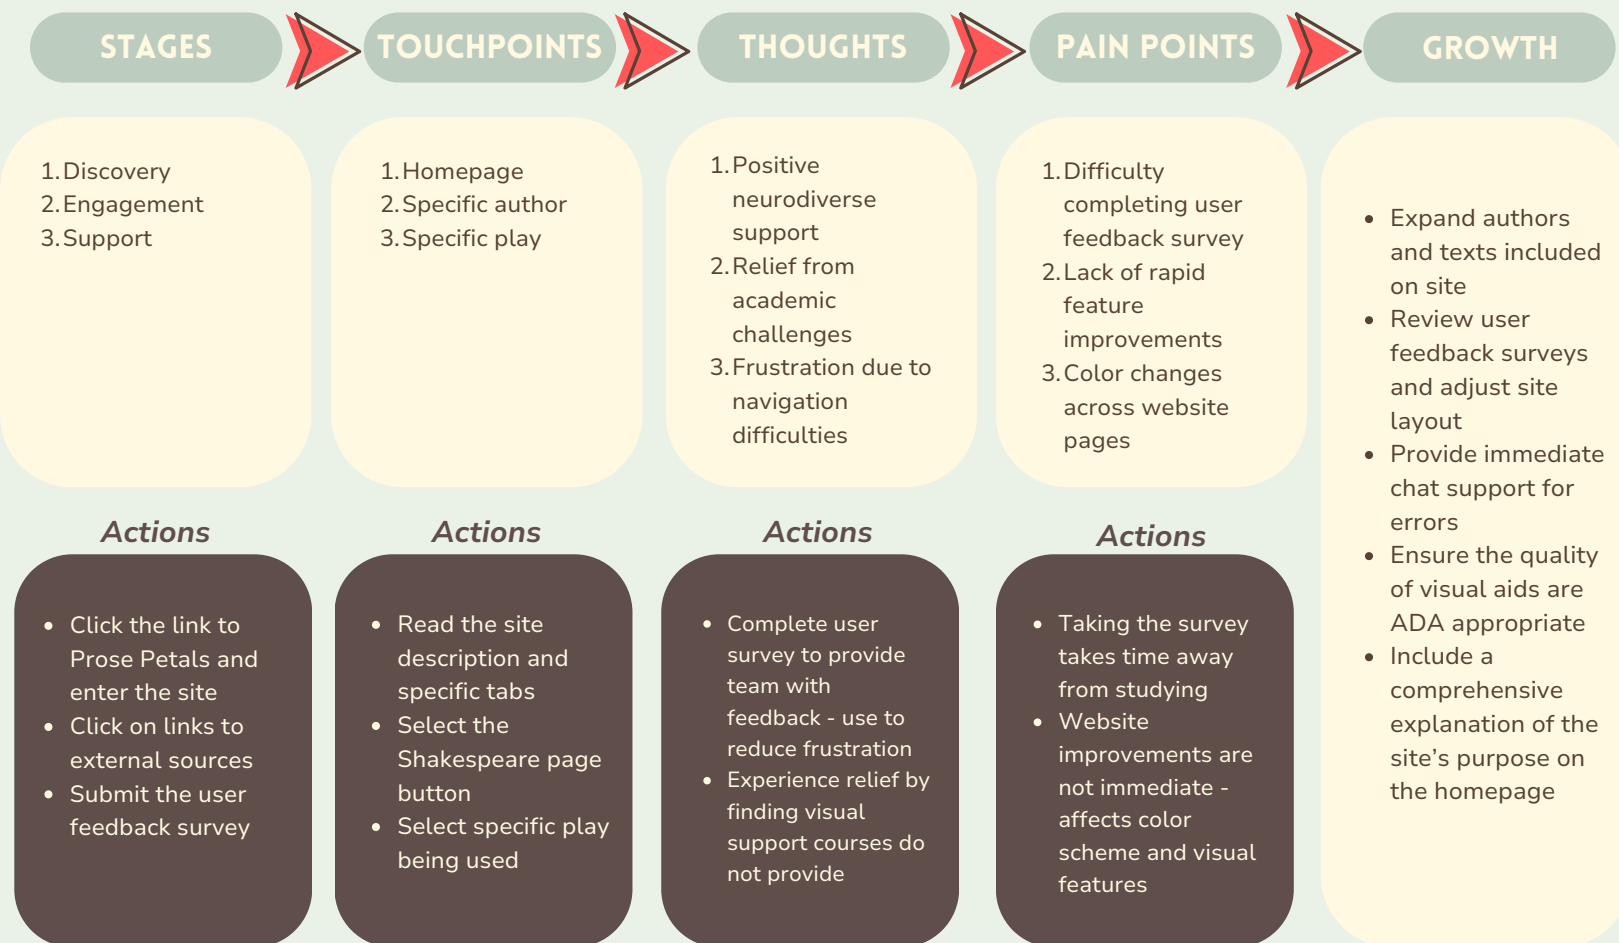 STAGES
TOUCHPOINTS
THOUGHTS
PAIN POINTS
GROWTH
1. Discovery
2. Engagement
3. Support
1. Homepage
2. Specific author
3. Specific play
1. Positive
neurodiverse
support
2. Relief from
academic
challenges
3. Frustration due to
navigation
difficulties
1. Difficulty
completing user
feedback survey
2. Lack of rapid
feature
improvements
3. Color changes
across website
pages
• Expand authors
and texts included
on site
• Review user
feedback surveys
and adjust site
layout
• Provide immediate
chat support for
errors
• Ensure the quality
of visual aids are
ADA appropriate
• Include a
comprehensive
explanation of the
site’s purpose on
the homepage
Actions
• Click the link to
Prose Petals and
enter the site
• Click on links to
external sources
• Submit the user
feedback survey
Actions
• Read the site
description and
specific tabs
• Select the
Shakespeare page
button
• Select specific play
being used
Actions
• Complete user
survey to provide
team with
feedback - use to
reduce frustration
• Experience relief by
finding visual
support courses do
not provide
Actions
• Taking the survey
takes time away
from studying
• Website
improvements are
not immediate -
affects color
scheme and visual
features